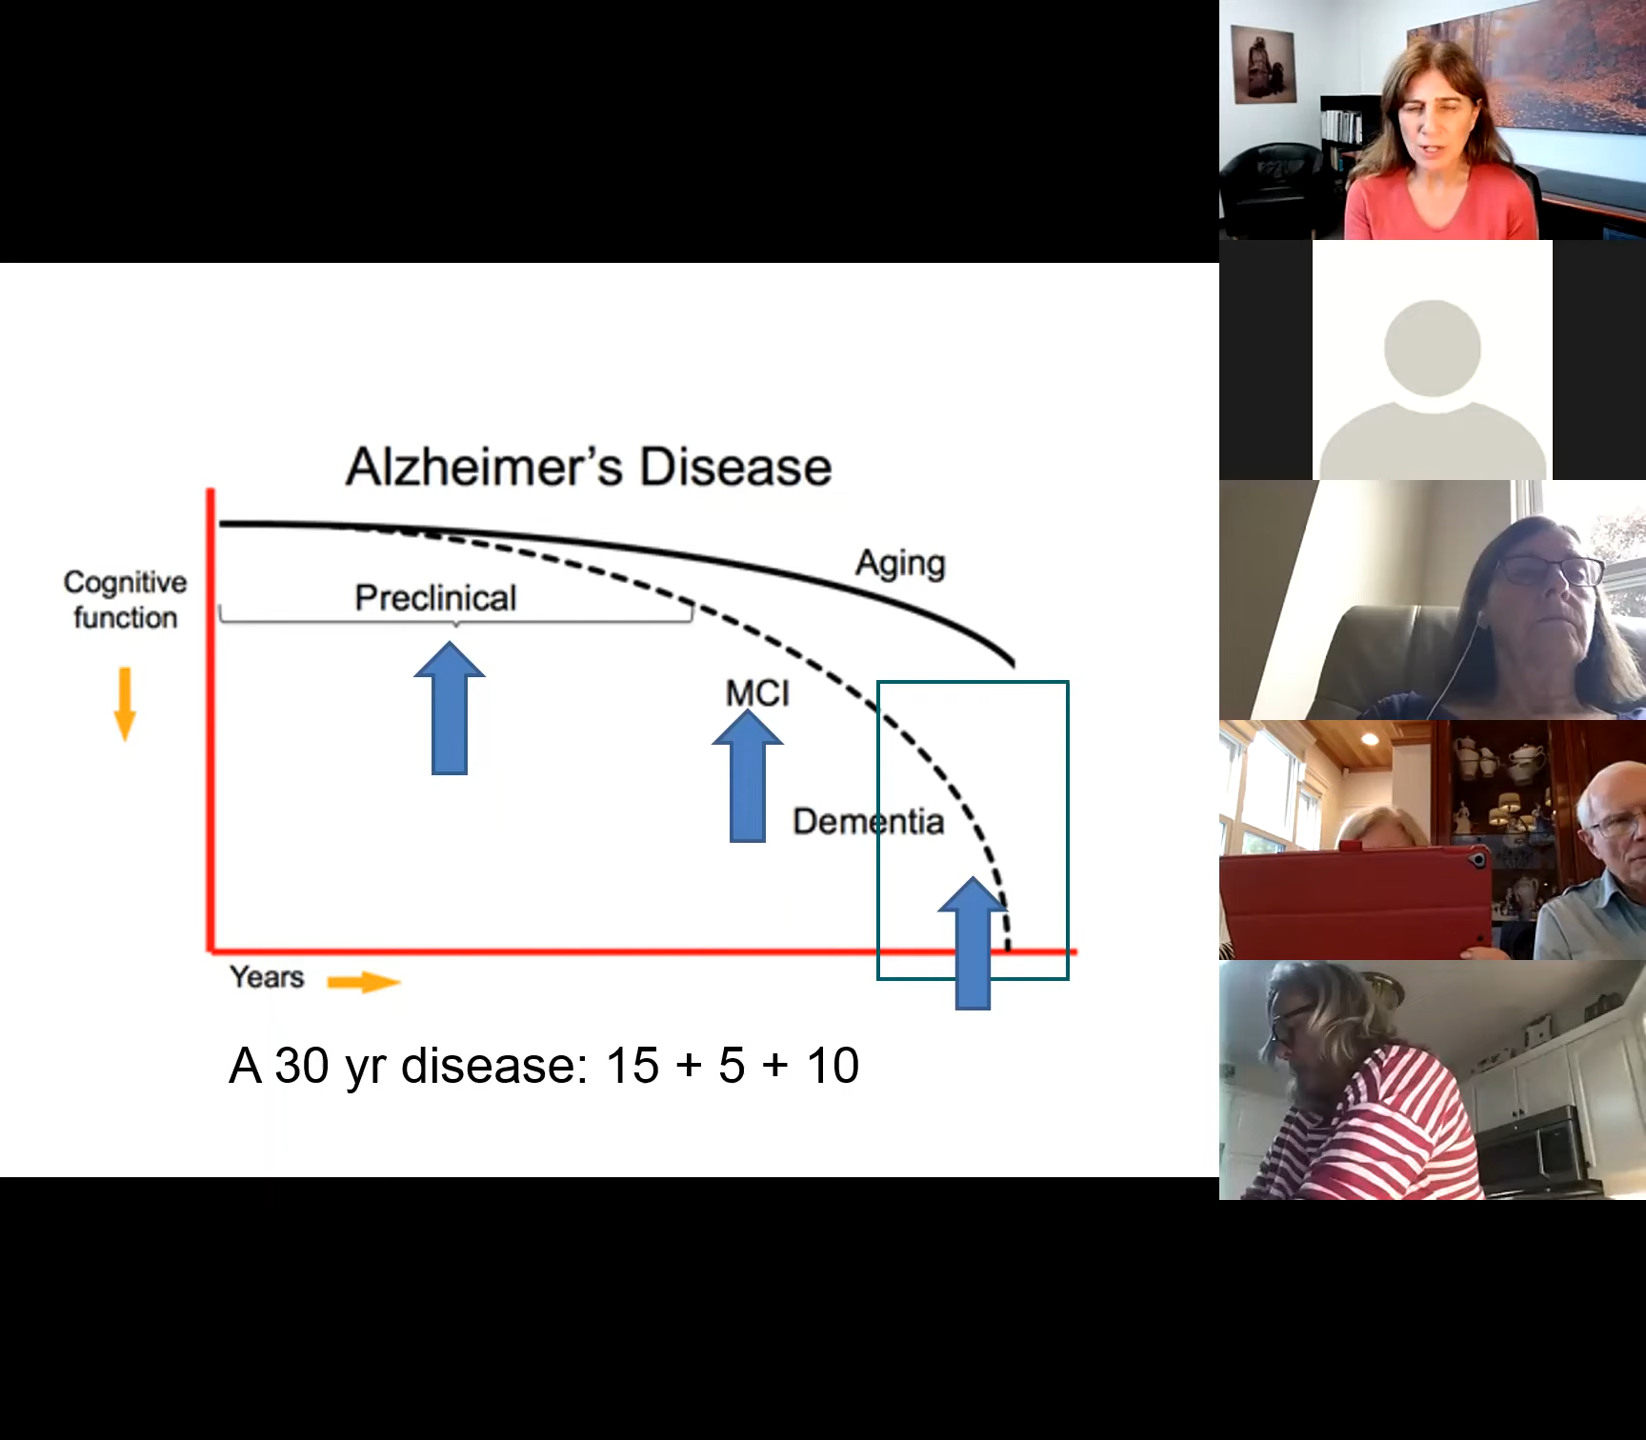 Alzheimer’s Disease
Cognitive
function
Aging
Preclinical
MCI
Dementia
Years
A 30 yr disease: 15 + 5 + 10